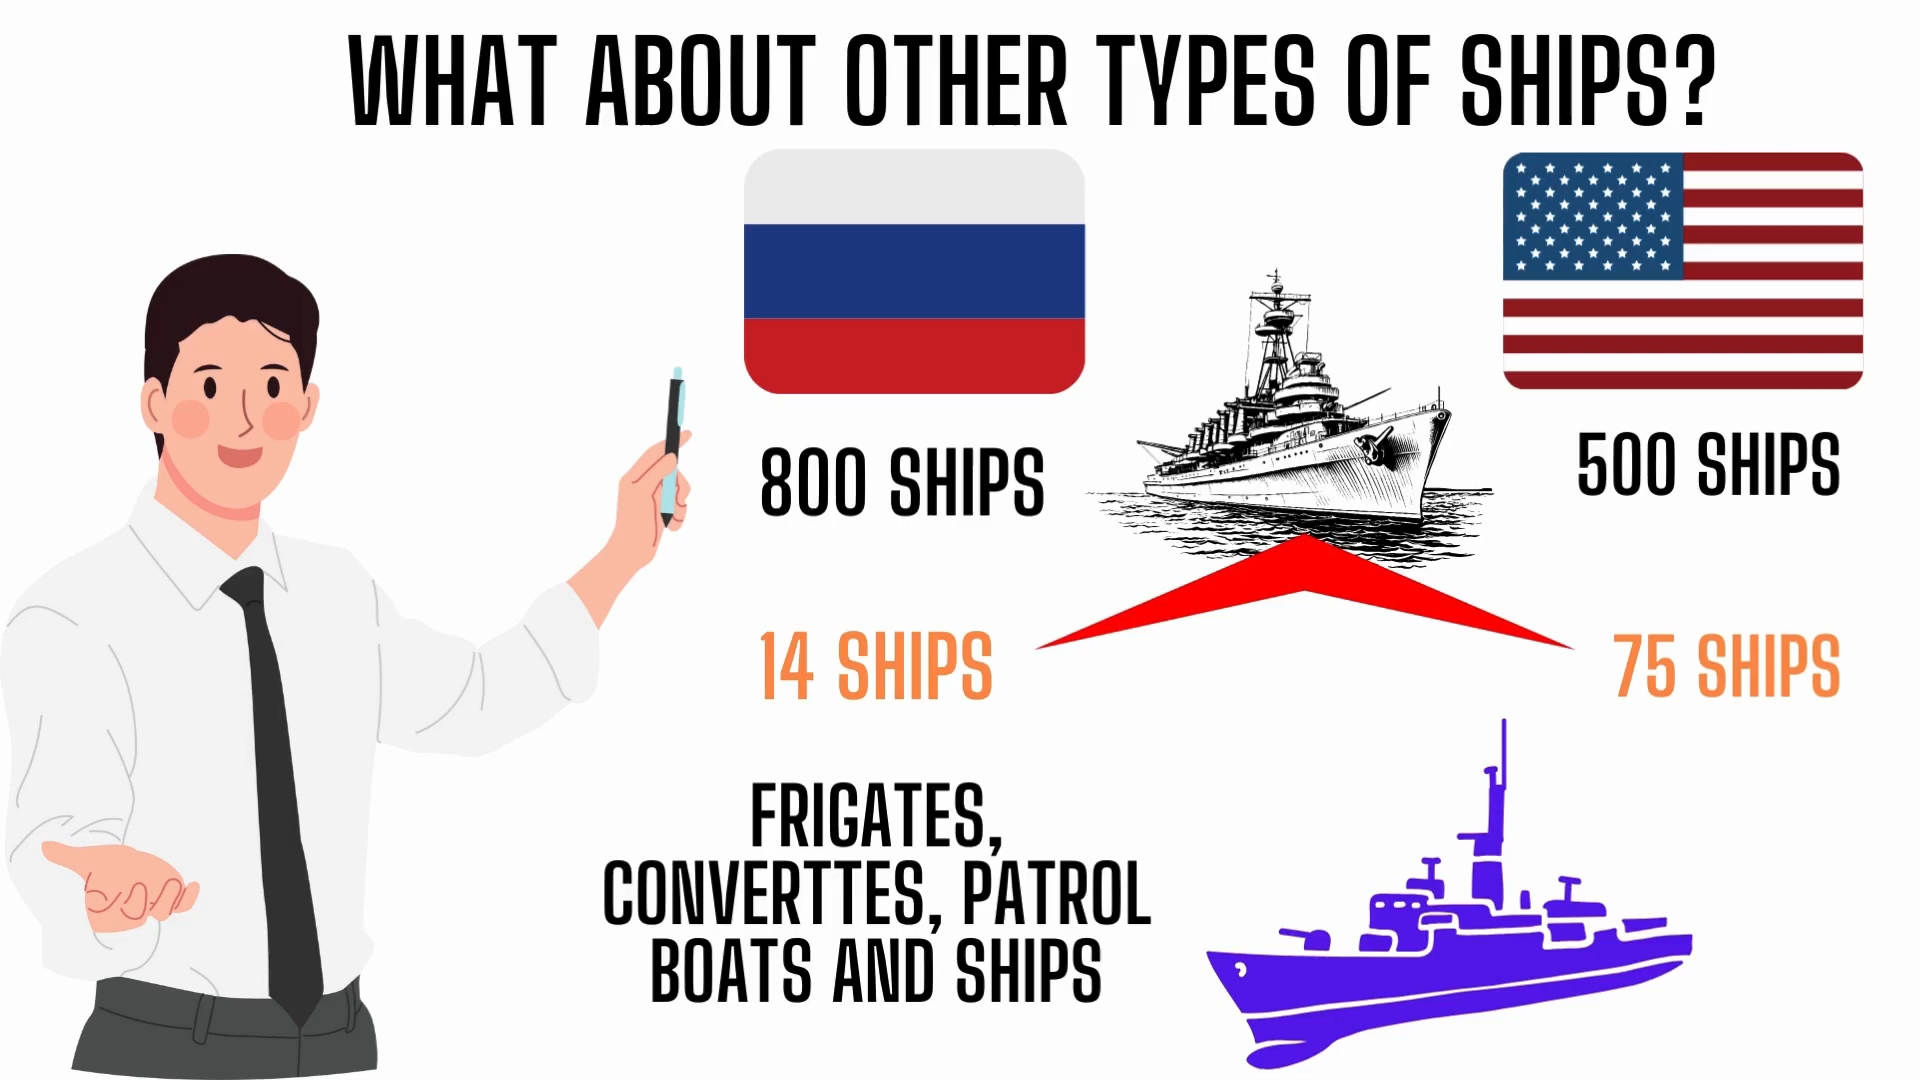 WHAT ABOUT OTHER TYPES OF SHIPS?
800 SHIPS
500 SHIPS
14 SHIPS
75 SHIPS
FRIGATES,
CONVERTTES, PATROL
BOATS AND SHIPS